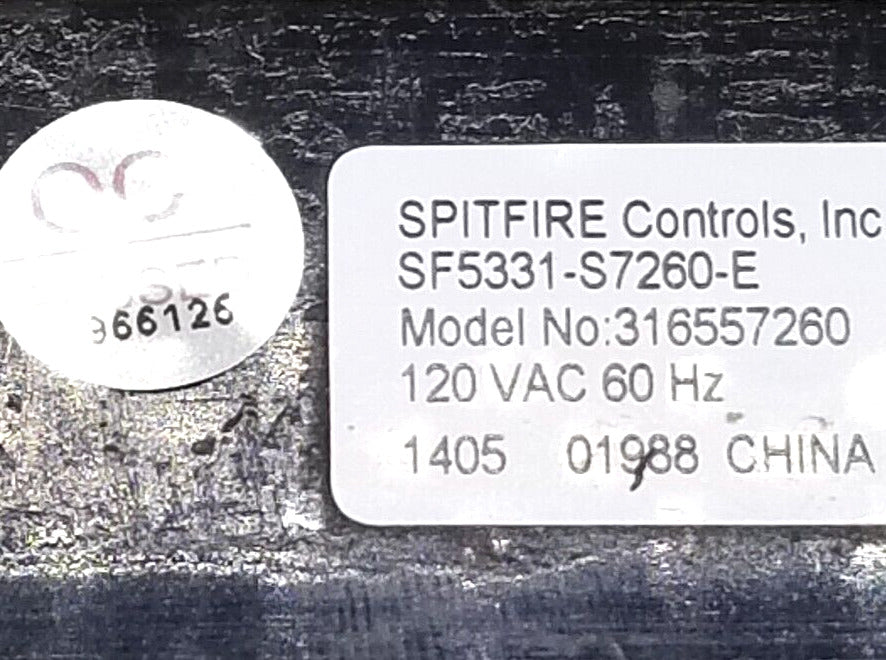 SPITFIRE Controls, Inc
SF5331-S7260-E
Model No:316557260
120 VAC 60 Hz
1405 01988 CHINA
966126